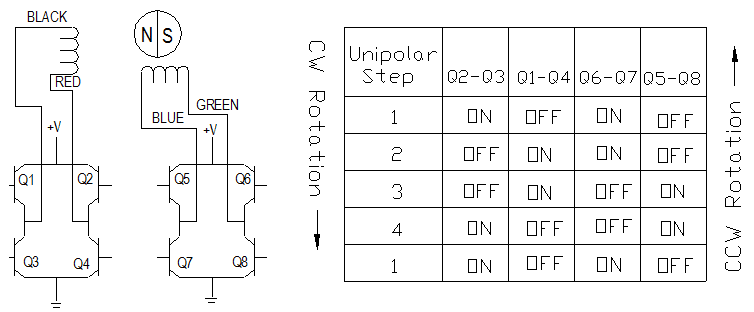 BLACK
RED
+V
Q1 Q2
Q3 Q4
N S
GREEN
BLUE
+V
Q5 Q6
Q7 Q8
CW Rotation
Unipolar Step Q2-Q3 Q1-Q4 Q6-Q7 Q5-Q8
1 ON OFF ON OFF
2 OFF ON ON OFF
3 OFF ON OFF ON
4 ON OFF OFF ON
1 ON OFF ON OFF
CCW Rotation